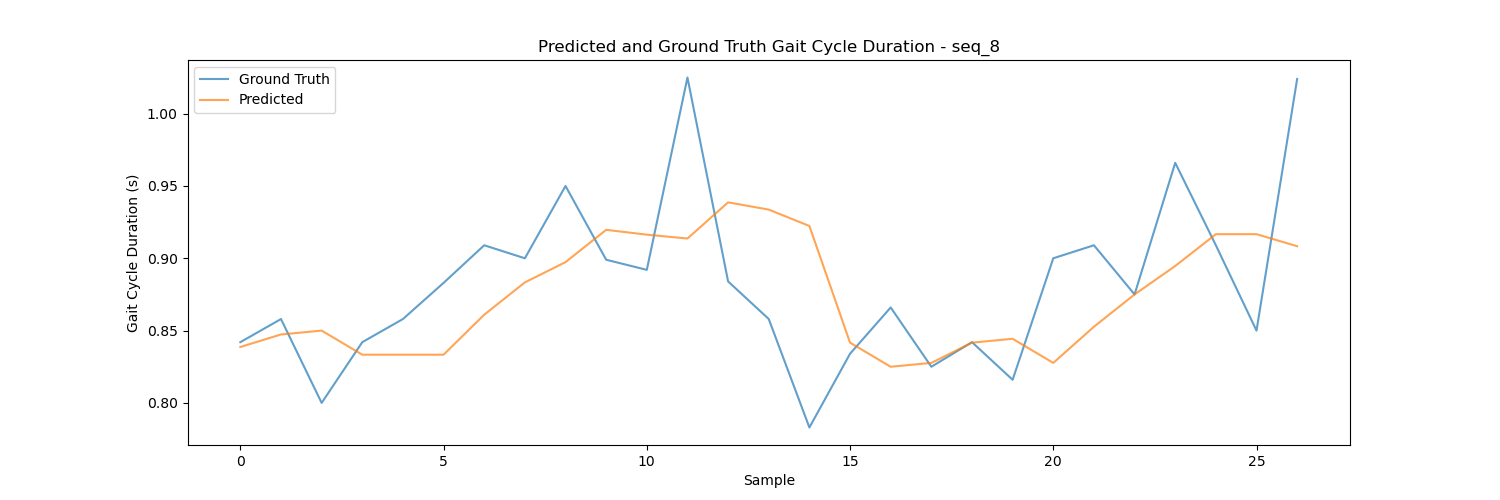 Predicted and Ground Truth Gait Cycle Duration - seq_8
Ground Truth
Predicted
Gait Cycle Duration (s)
1.00
0.95
0.90
0.85
0.80
0 5 10 15 20 25
Sample